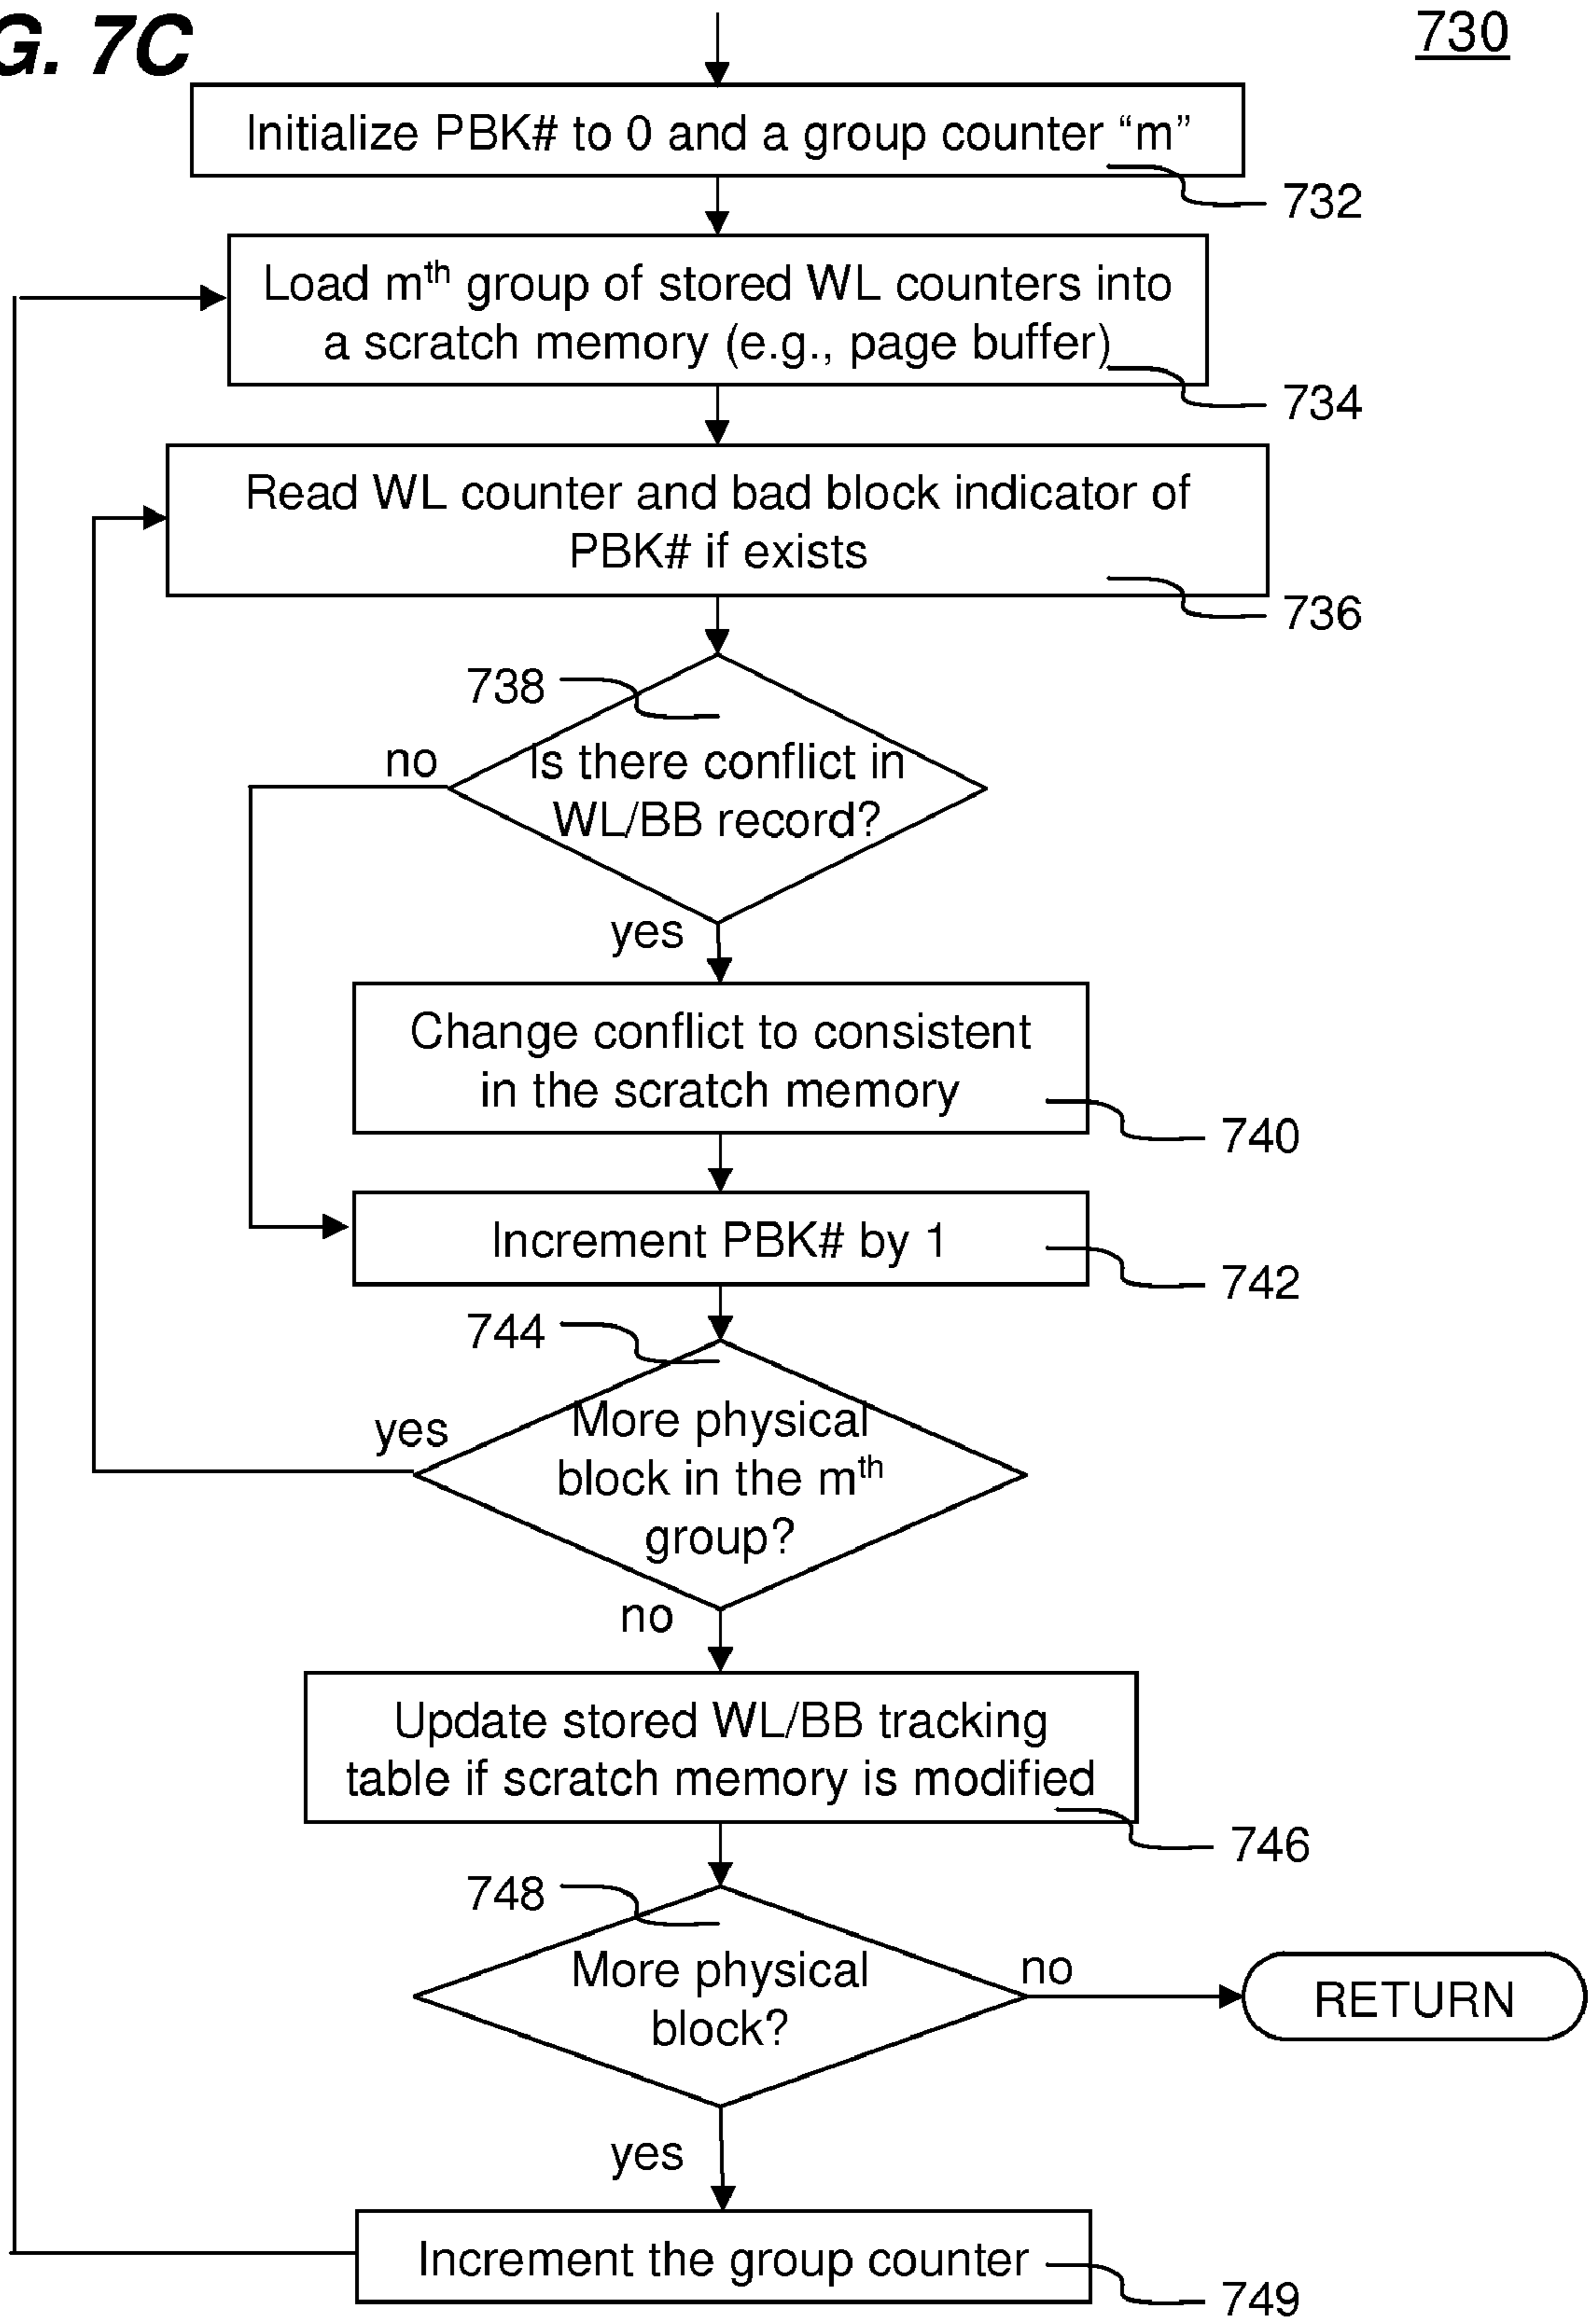 G. 7C
730
Initialize PBK# to 0 and a group counter “m”
732
Load mth group of stored WL counters into
a scratch memory (e.g., page buffer)
734
Read WL counter and bad block indicator of
PBK# if exists
736
738
no
Is there conflict in
WL/BB record?
yes
Change conflict to consistent
in the scratch memory
740
Increment PBK# by 1
742
744
yes
More physical
block in the mth
group?
no
Update stored WL/BB tracking
table if scratch memory is modified
746
748
More physical
block?
no
RETURN
yes
Increment the group counter
749